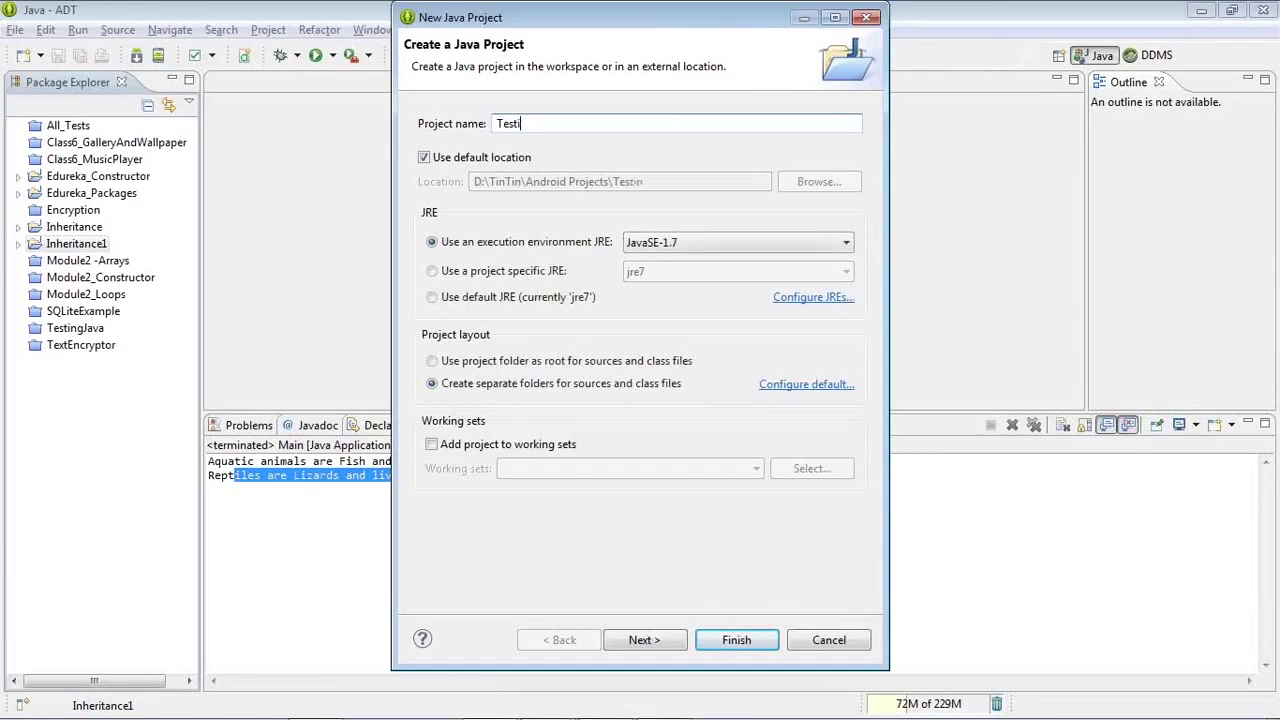 Java - ADT
New Java Project
File Edit Run Source Navigate Search Project Refactor Window
Create a Java Project
Create a Java project in the workspace or in an external location.
Java
DDMS
Package Explorer
Outline
An outline is not available.
All_Tests
Class6_GalleryAndWallpaper
Class6_MusicPlayer
Edureka_Constructor
Edureka_Packages
Encryption
Inheritance
Inheritance1
Module2 -Arrays
Module2_Constructor
Module2_Loops
SQLiteExample
TestingJava
TextEncryptor
Project name: Testi
Use default location
Location: D:\TinTin\Android Projects\Testin
Browse...
JRE
Use an execution environment JRE: JavaSE-1.7
Use a project specific JRE: jre7
Use default JRE (currently 'jre7')
Configure JREs...
Project layout
Use project folder as root for sources and class files
Create separate folders for sources and class files
Configure default...
Working sets
Add project to working sets
Working sets:
Select...
Problems @ Javadoc Decla
<terminated> Main [Java Application
Aquatic animals are Fish and
Reptiles are Lizards and liv
? < Back Next > Finish Cancel
Inheritance1
72M of 229M